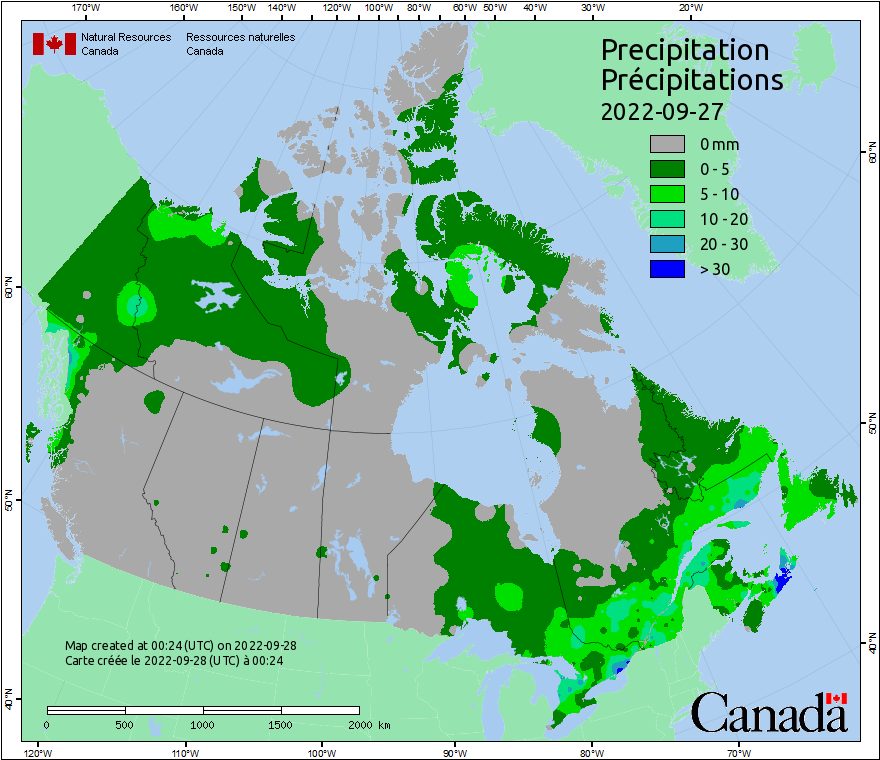 170°W 160°W 150°W 140°W 120°W 100°W 80°W 60°W 50°W 40°W 30°W 20°W
Natural Resources Ressources naturelles
Canada Canada
Precipitation
Précipitations
2022-09-27
0 mm
0 - 5
5 - 10
10 - 20
20 - 30
> 30
60°N
60°N
50°N
50°N
40°N
40°N
Map created at 00:24 (UTC) on 2022-09-28
Carte créée le 2022-09-28 (UTC) à 00:24
0 500 1000 1500 2000 km
Canada
120°W 110°W 100°W 90°W 80°W 70°W